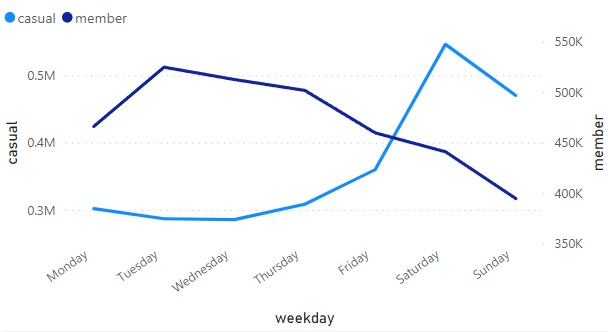 casual member
casual
0.5M
0.4M
0.3M
550K
500K
450K
400K
350K
member
Monday
Tuesday
Wednesday
Thursday
Friday
Saturday
Sunday
weekday